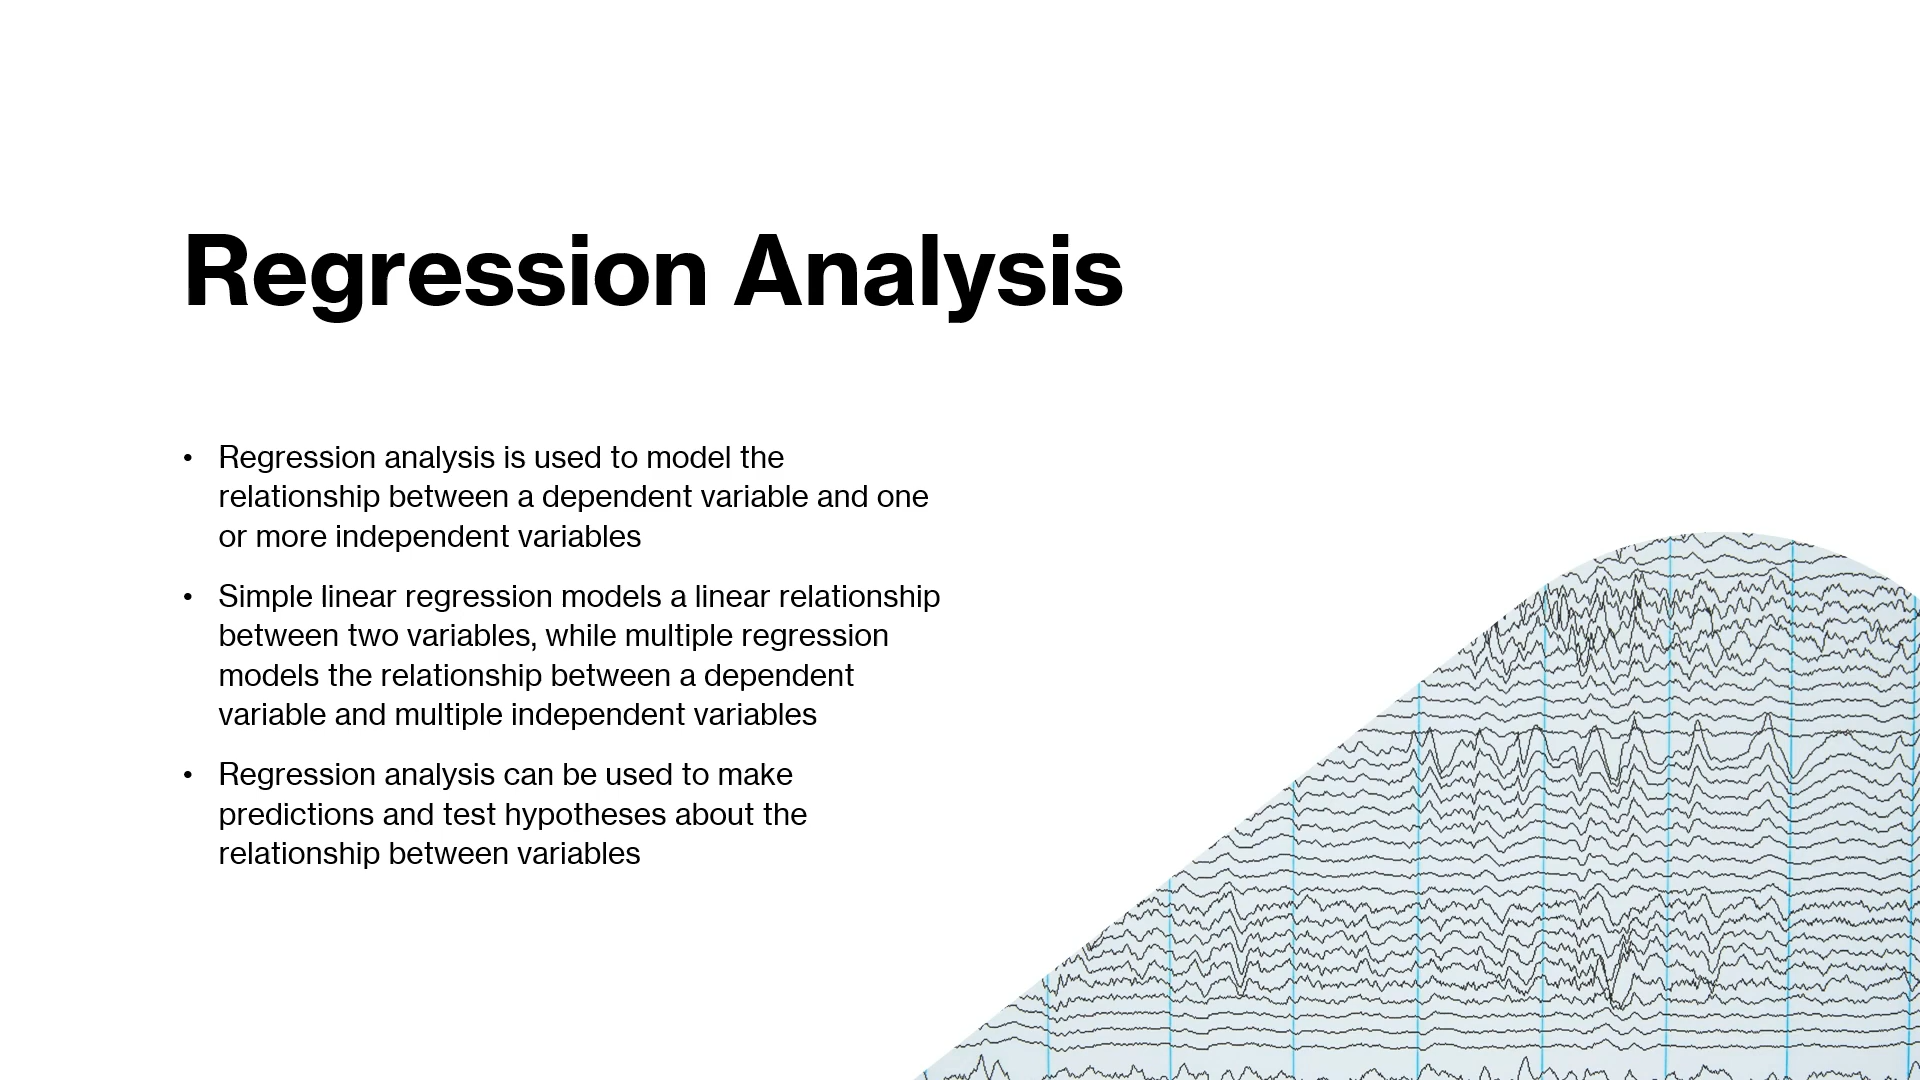 Regression Analysis
• Regression analysis is used to model the
relationship between a dependent variable and one
or more independent variables
• Simple linear regression models a linear relationship
between two variables, while multiple regression
models the relationship between a dependent
variable and multiple independent variables
• Regression analysis can be used to make
predictions and test hypotheses about the
relationship between variables